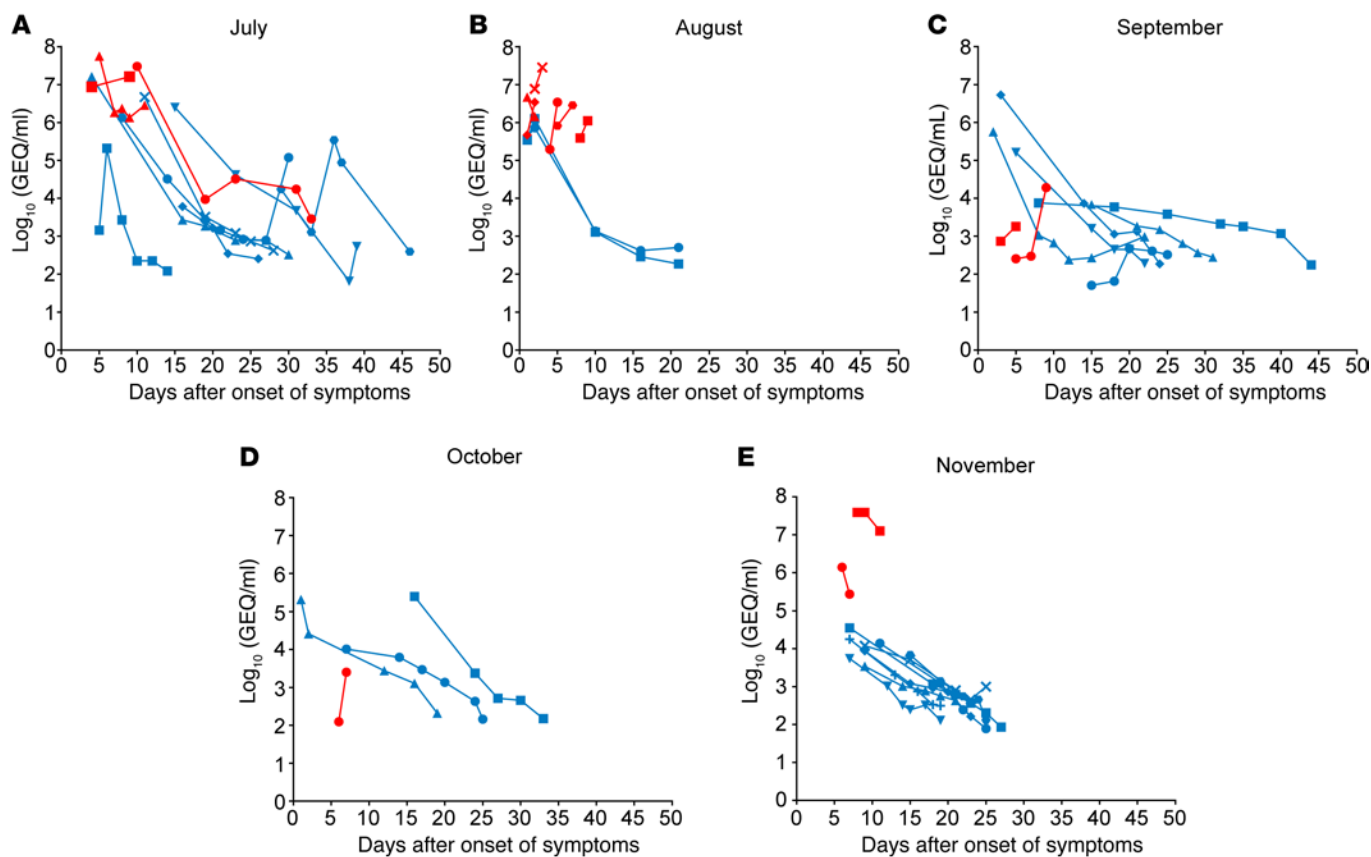 A
July
8
7
6
5
4
3
2
1
0
Log10 (GEQ/ml)
0 5 10 15 20 25 30 35 40 45 50
Days after onset of symptoms
B
August
8
7
6
5
4
3
2
1
0
Log10 (GEQ/ml)
0 5 10 15 20 25 30 35 40 45 50
Days after onset of symptoms
C
September
8
7
6
5
4
3
2
1
0
Log10 (GEQ/mL)
0 5 10 15 20 25 30 35 40 45 50
Days after onset of symptoms
D
October
8
7
6
5
4
3
2
1
0
Log10 (GEQ/ml)
0 5 10 15 20 25 30 35 40 45 50
Days after onset of symptoms
E
November
8
7
6
5
4
3
2
1
0
Log10 (GEQ/ml)
0 5 10 15 20 25 30 35 40 45 50
Days after onset of symptoms